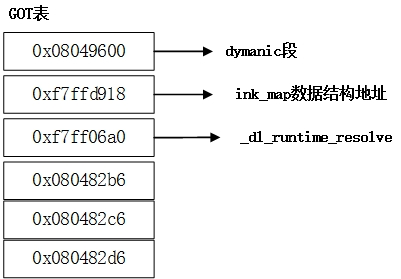 GOT表
0x08049600 dymanic段
0xf7ffd918 ink_map数据结构地址
0xf7ff06a0 _dl_runtime_resolve
0x080482b6
0x080482c6
0x080482d6